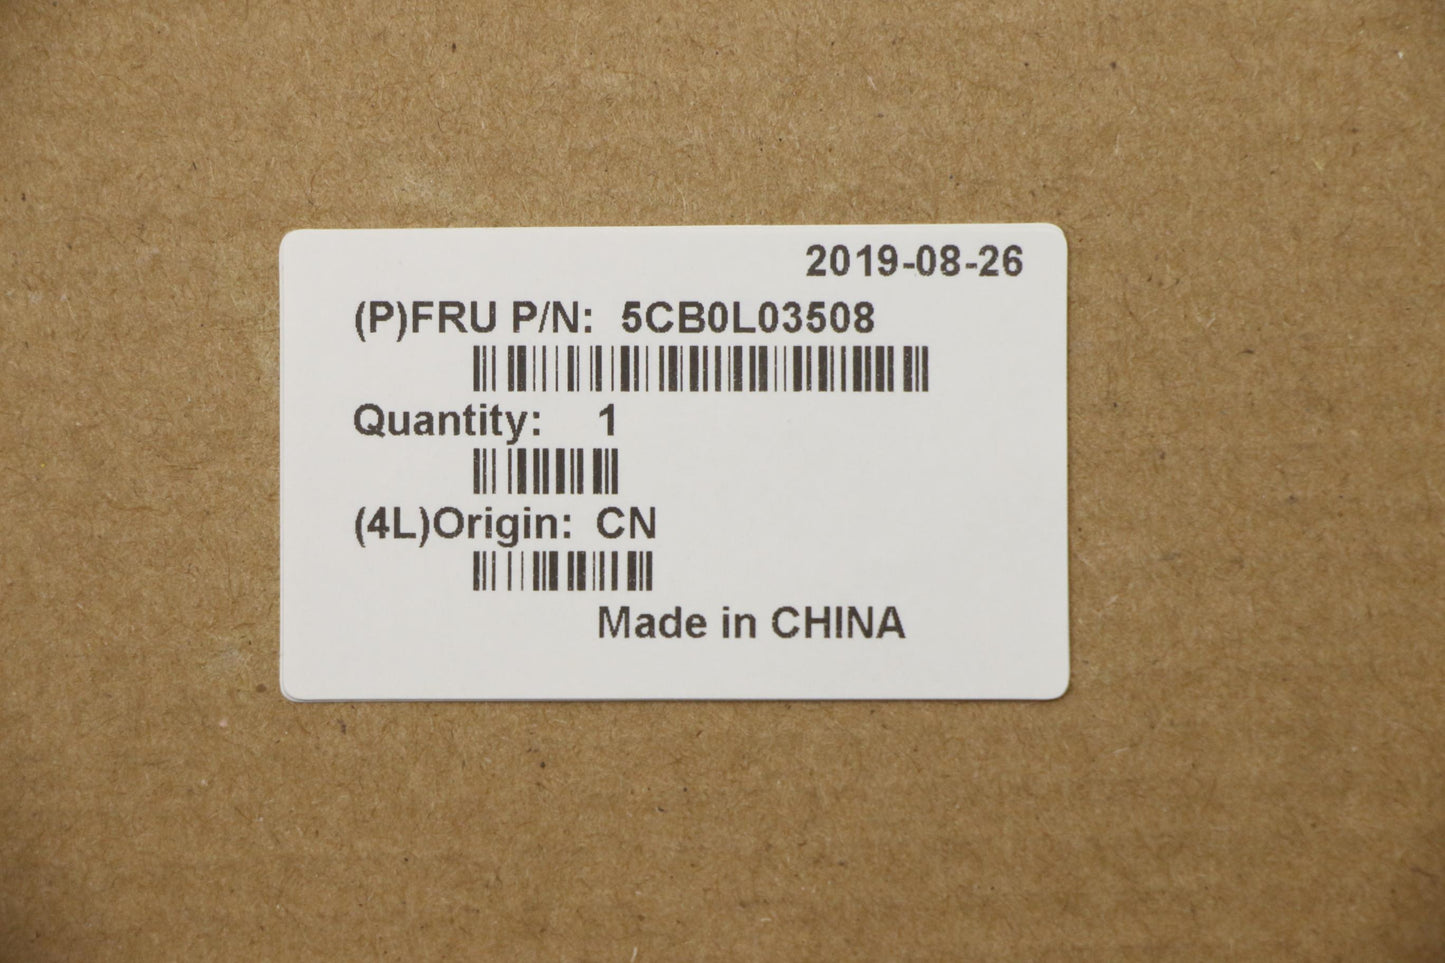 2019-08-26
(P)FRU P/N: 5CB0L03508
Quantity: 1
(4L)Origin: CN
Made in CHINA